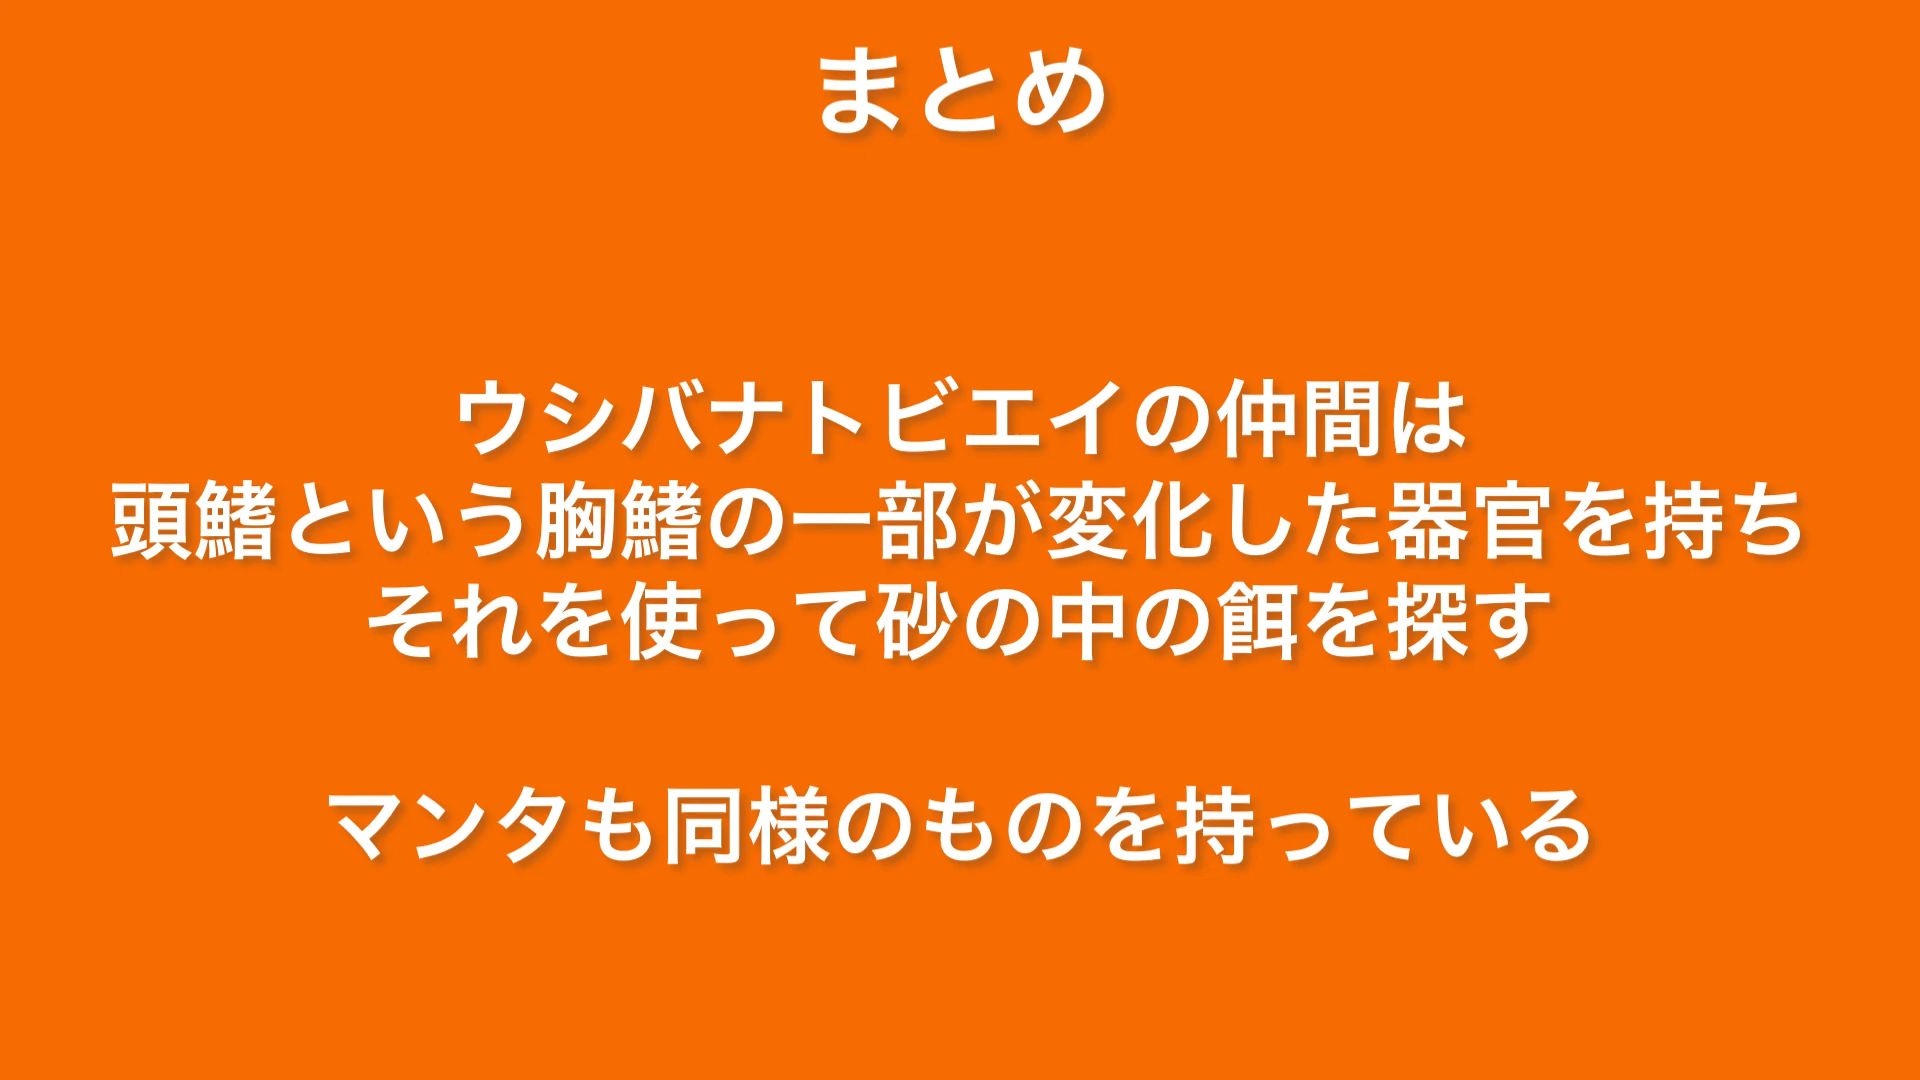 まとめ
ウシバナトビエイの仲間は
頭鰭という胸鰭の一部が変化した器官を持ち
それを使って砂の中の餌を探す
マンタも同様のものを持っている